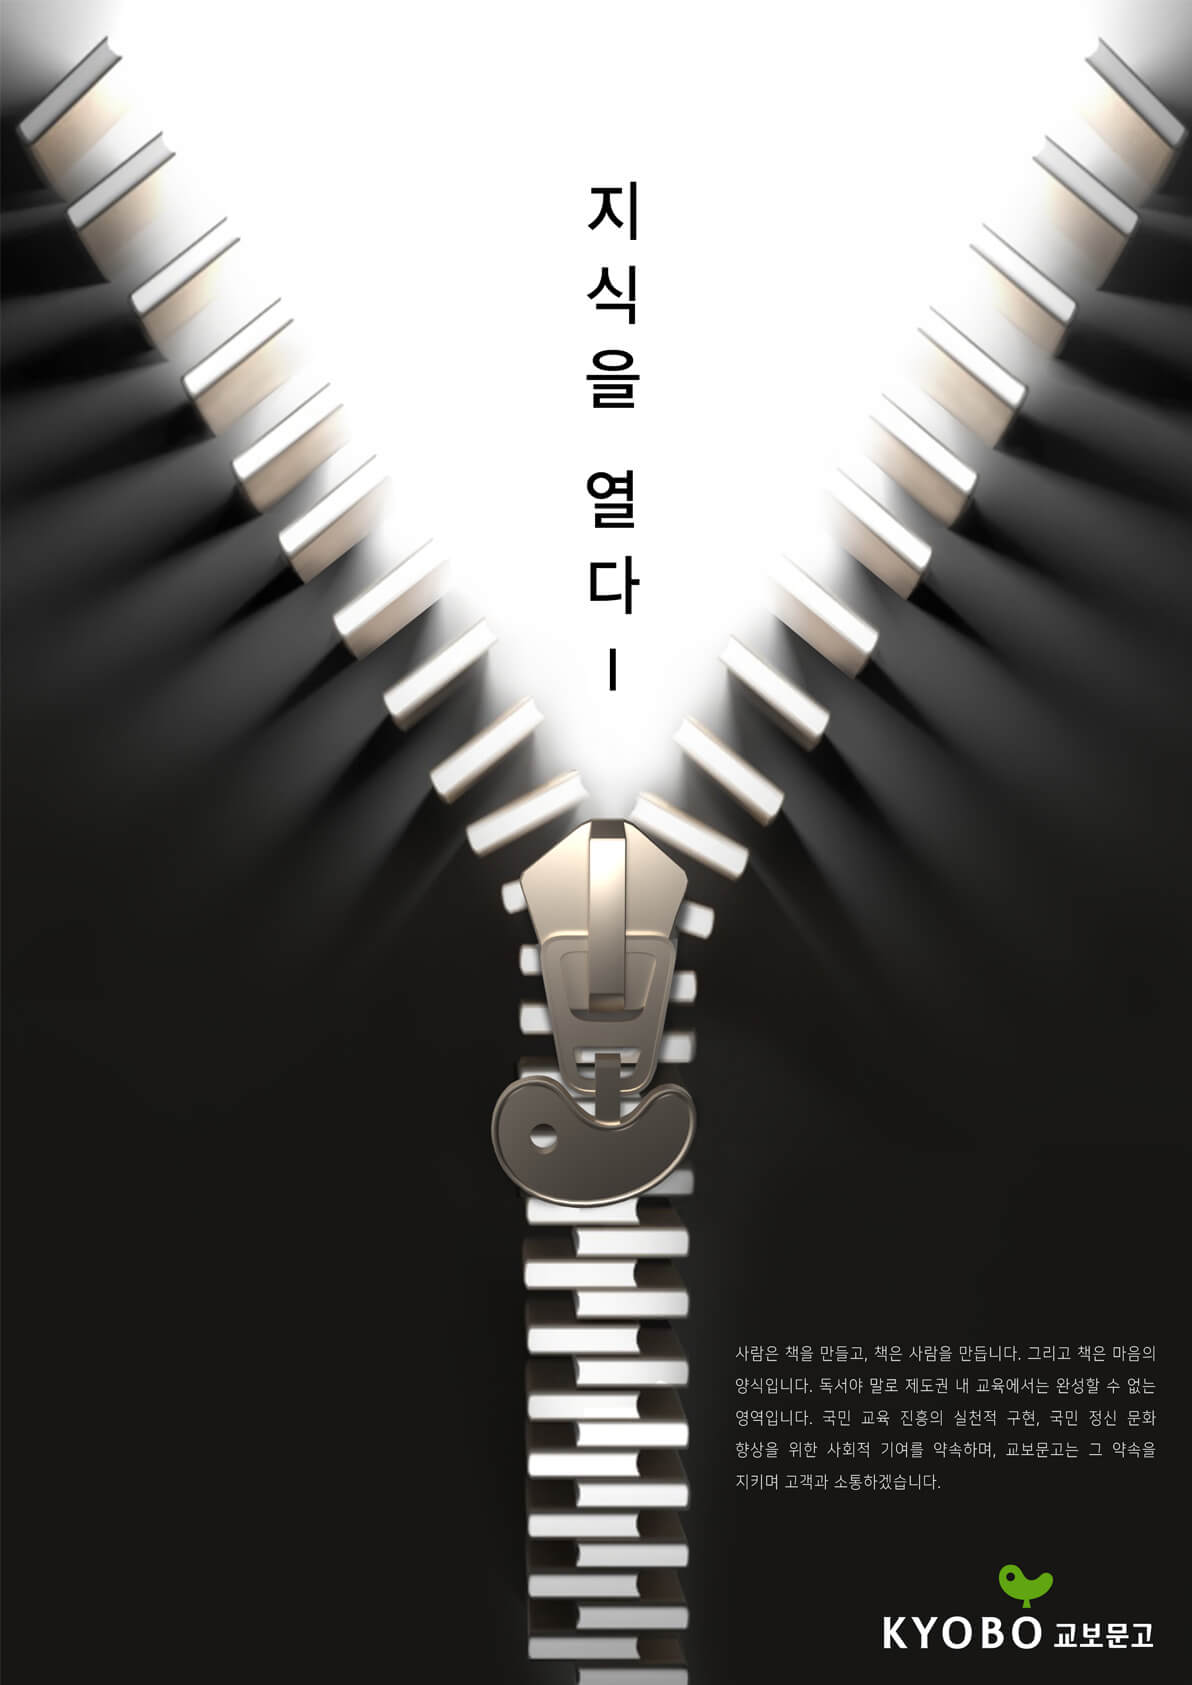 지식을 열다ㅣ
사람은 책을 만들고, 책은 사람을 만듭니다. 그리고 책은 마음의
양식입니다. 독서야 말로 제도권 내 교육에서는 완성할 수 없는
영역입니다. 국민 교육 진흥의 실천적 구현, 국민 정신 문화
향상을 위한 사회적 기여를 약속하며, 교보문고는 그 약속을
지키며 고객과 소통하겠습니다.
KYOBO 교보문고